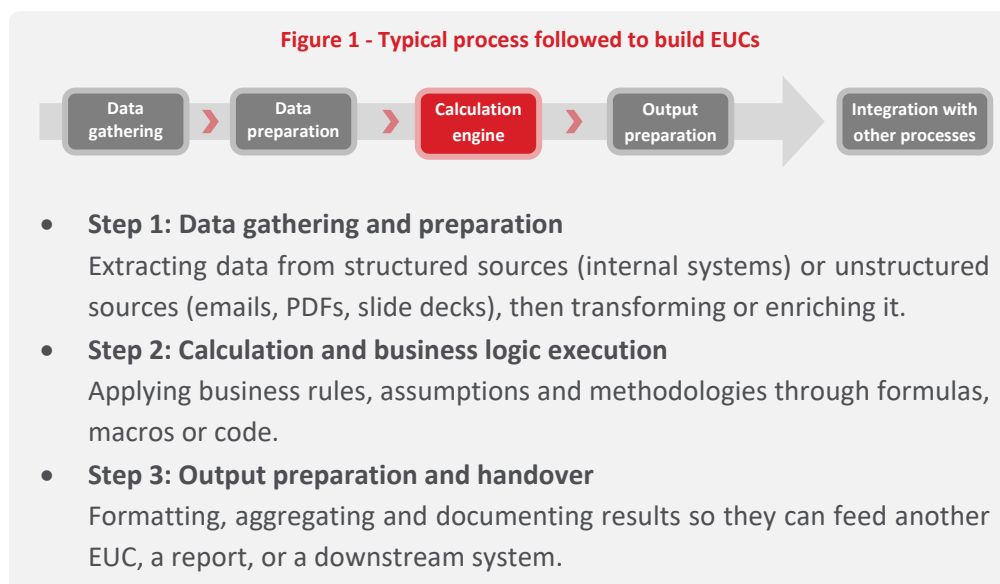 Figure 1 - Typical process followed to build EUCs
Data
gathering
Data
preparation
Calculation
engine
Output
preparation
Integration with
other processes
• Step 1: Data gathering and preparation
Extracting data from structured sources (internal systems) or unstructured
sources (emails, PDFs, slide decks), then transforming or enriching it.
• Step 2: Calculation and business logic execution
Applying business rules, assumptions and methodologies through formulas,
macros or code.
• Step 3: Output preparation and handover
Formatting, aggregating and documenting results so they can feed another
EUC, a report, or a downstream system.